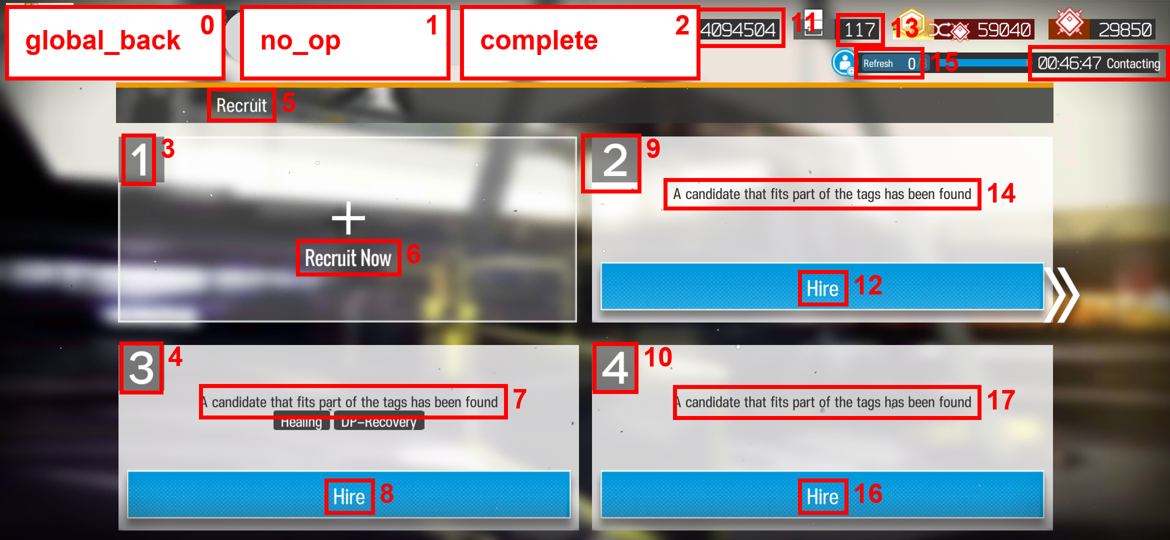 global_back 0
no_op 1
complete 2
4094504 11
117 13
59040
29850
Refresh 0/3 15
00:46:47 Contacting
Recruit 5
1 3
Recruit Now 6
2 9
A candidate that fits part of the tags has been found 14
Hire 12
3 4
A candidate that fits part of the tags has been found 7
Healing DP-Recovery
Hire 8
4 10
A candidate that fits part of the tags has been found 17
Hire 16